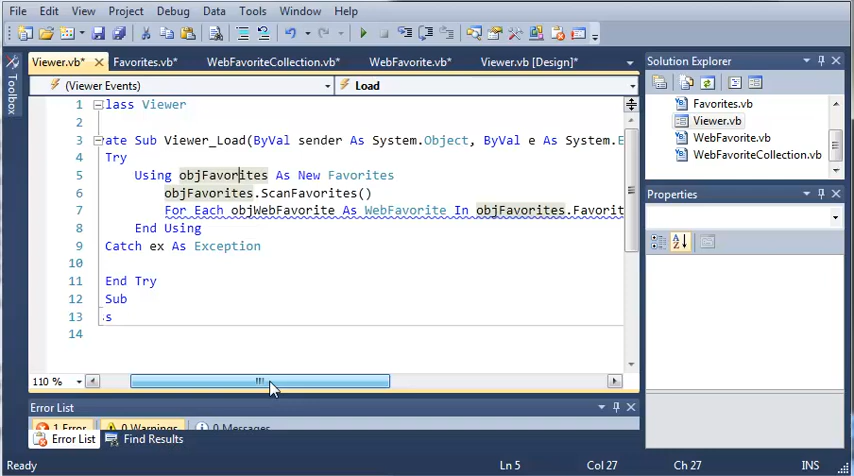 File Edit View Project Debug Data Tools Window Help
Viewer.vb* Favorites.vb* WebFavoriteCollection.vb* WebFavorite.vb* Viewer.vb [Design]*
(Viewer Events) Load
1 lass Viewer
2
3 ate Sub Viewer_Load(ByVal sender As System.Object, ByVal e As System.E
4 Try
5 Using objFavorites As New Favorites
6 objFavorites.ScanFavorites()
7 For Each objWebFavorite As WebFavorite In objFavorites.Favorit
8 End Using
9 Catch ex As Exception
10
11 End Try
12 Sub
13 s
14
110 %
Error List
1 Error 0 Warnings 0 Messages
Error List Find Results
Ready Ln 5 Col 27 Ch 27 INS
Toolbox
Solution Explorer
Favorites.vb
Viewer.vb
WebFavorite.vb
WebFavoriteCollection.vb
Properties